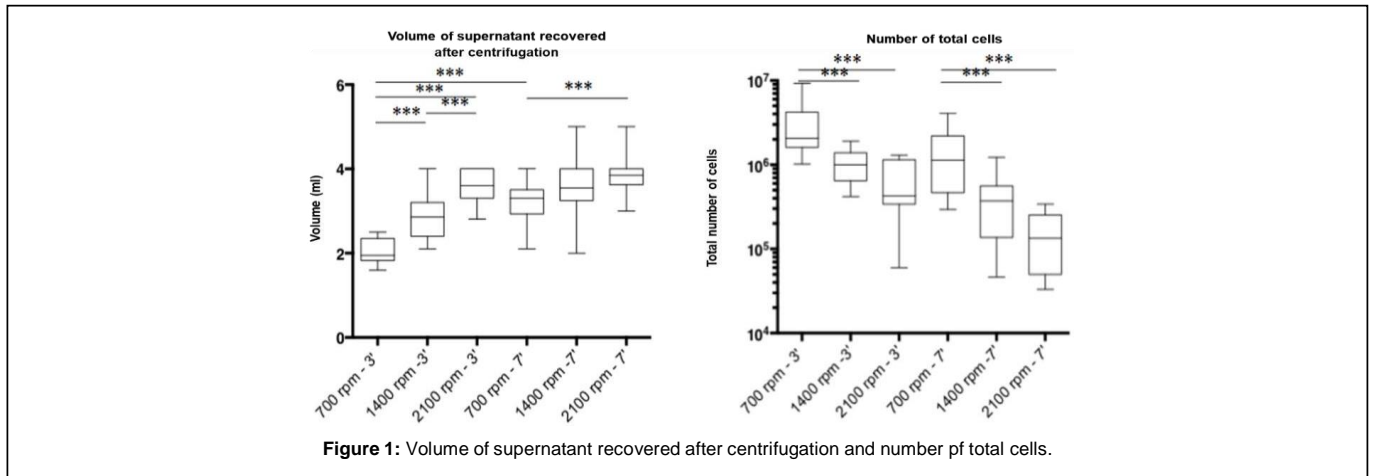 Volume of supernatant recovered
after centrifugation
***
***
***
*** ***
6
4
2
0
Volume (ml)
700 rpm - 3'
1400 rpm -3'
2100 rpm - 3'
700 rpm - 7'
1400 rpm -7'
2100 rpm - 7'
Number of total cells
*** ***
*** ***
10⁷
10⁶
10⁵
10⁴
Total number of cells
700 rpm - 3'
1400 rpm -3'
2100 rpm - 3'
700 rpm - 7'
1400 rpm -7'
2100 rpm - 7'
Figure 1: Volume of supernatant recovered after centrifugation and number pf total cells.